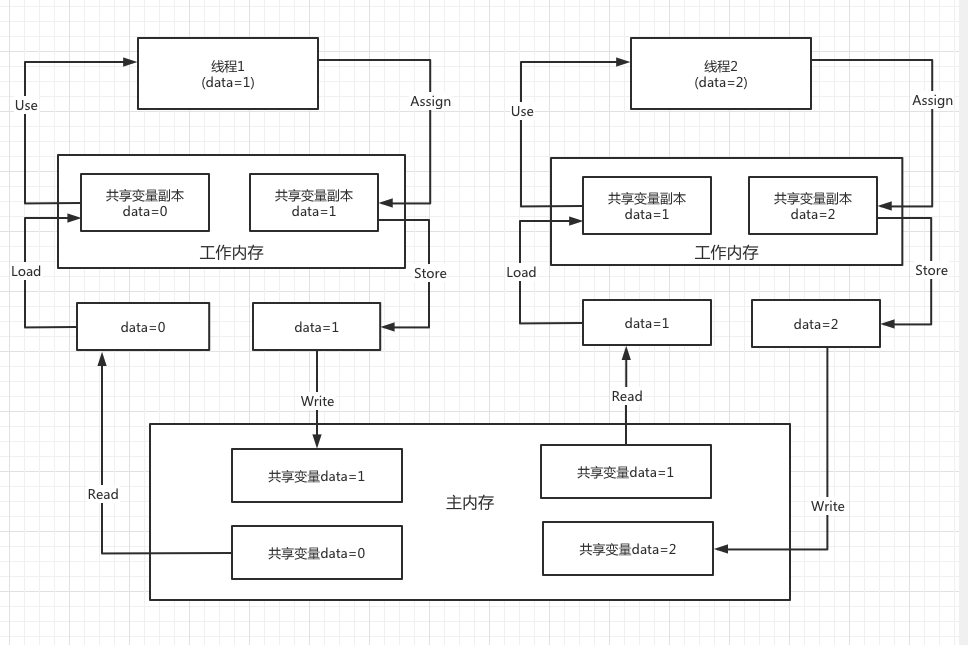 线程1
(data=1)
Use
Assign
共享变量副本
data=0
共享变量副本
data=1
工作内存
Load
Store
data=0
data=1
Write
Read
线程2
(data=2)
Use
Assign
共享变量副本
data=1
共享变量副本
data=2
工作内存
Load
Store
data=1
data=2
Read
Write
共享变量data=1
共享变量data=0
主内存
共享变量data=1
共享变量data=2